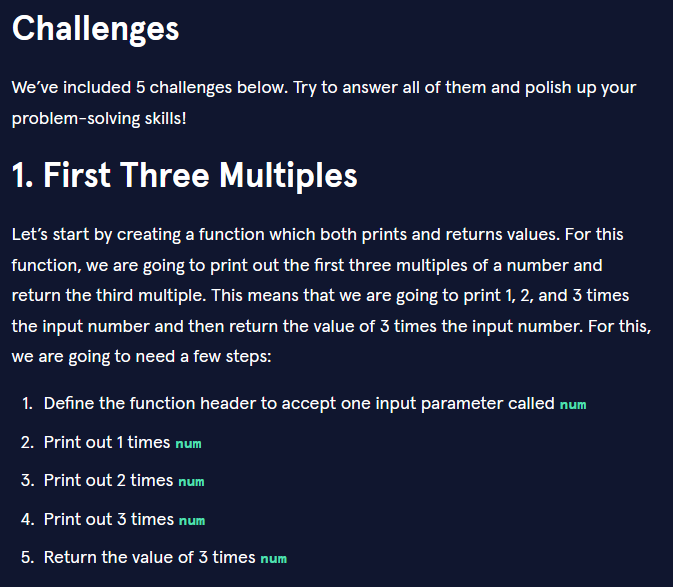 Challenges
We’ve included 5 challenges below. Try to answer all of them and polish up your
problem-solving skills!
1. First Three Multiples
Let’s start by creating a function which both prints and returns values. For this
function, we are going to print out the first three multiples of a number and
return the third multiple. This means that we are going to print 1, 2, and 3 times
the input number and then return the value of 3 times the input number. For this,
we are going to need a few steps:
1. Define the function header to accept one input parameter called num
2. Print out 1 times num
3. Print out 2 times num
4. Print out 3 times num
5. Return the value of 3 times num